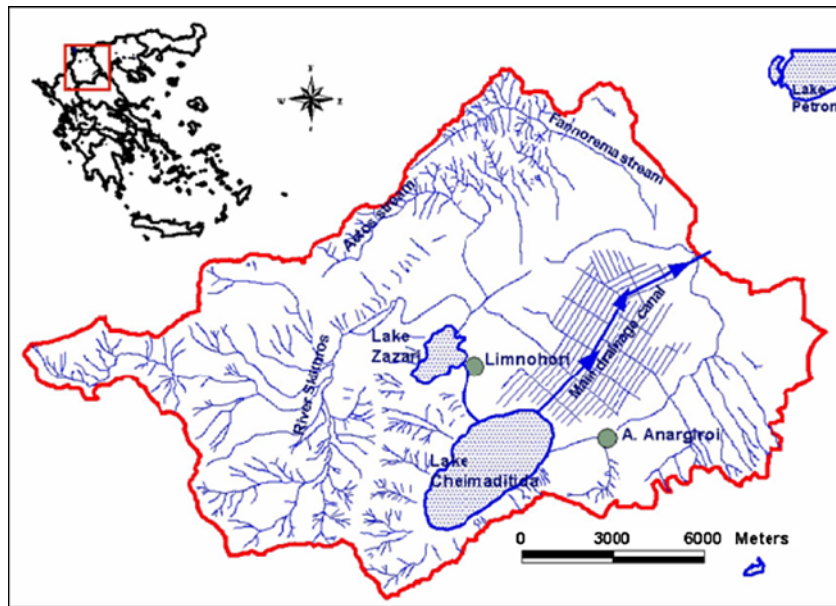 Lake
Petron
Fannorema stream
Aetos stream
Main drainage canal
Lake
Zazari
Limnohori
River Sklithros
A. Anargiroi
Lake
Cheimaditida
0 3000 6000 Meters